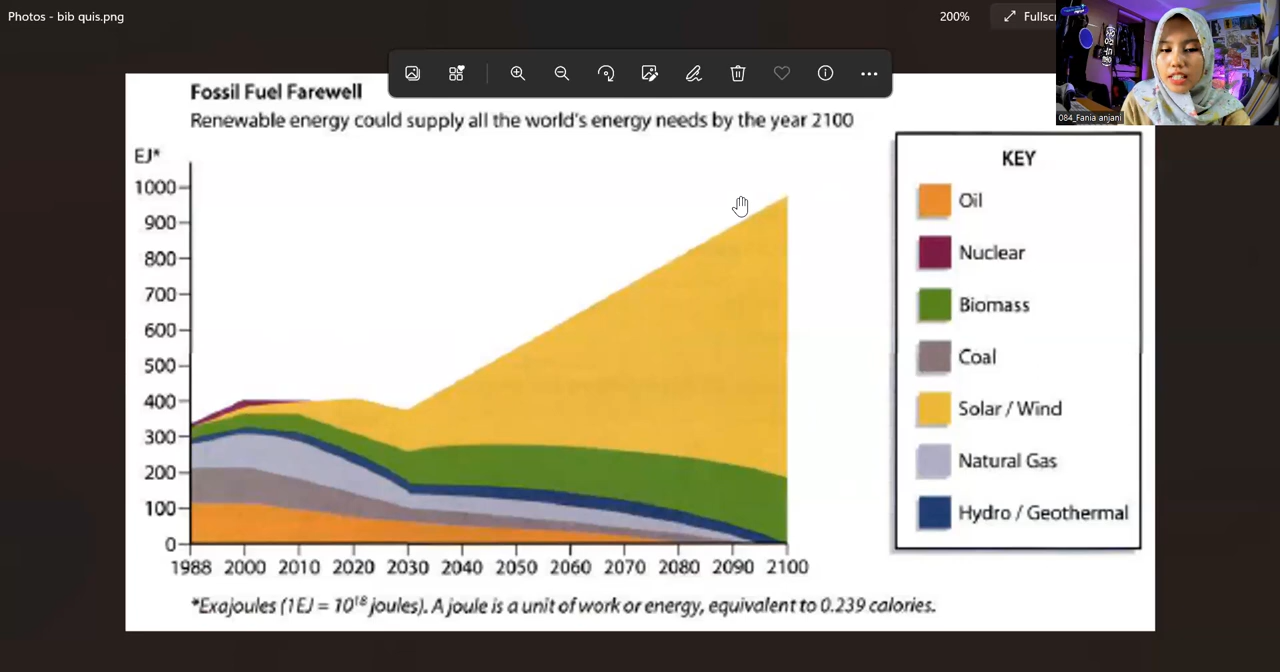 Photos - bib quis.png
200%
Fullscr
084_Fania anjani
Fossil Fuel Farewell
Renewable energy could supply all the world's energy needs by the year 2100
EJ*
1000
900
800
700
600
500
400
300
200
100
0
1988 2000 2010 2020 2030 2040 2050 2060 2070 2080 2090 2100
KEY
Oil
Nuclear
Biomass
Coal
Solar / Wind
Natural Gas
Hydro / Geothermal
*Exajoules (1EJ = 10¹⁸ joules). A joule is a unit of work or energy, equivalent to 0.239 calories.